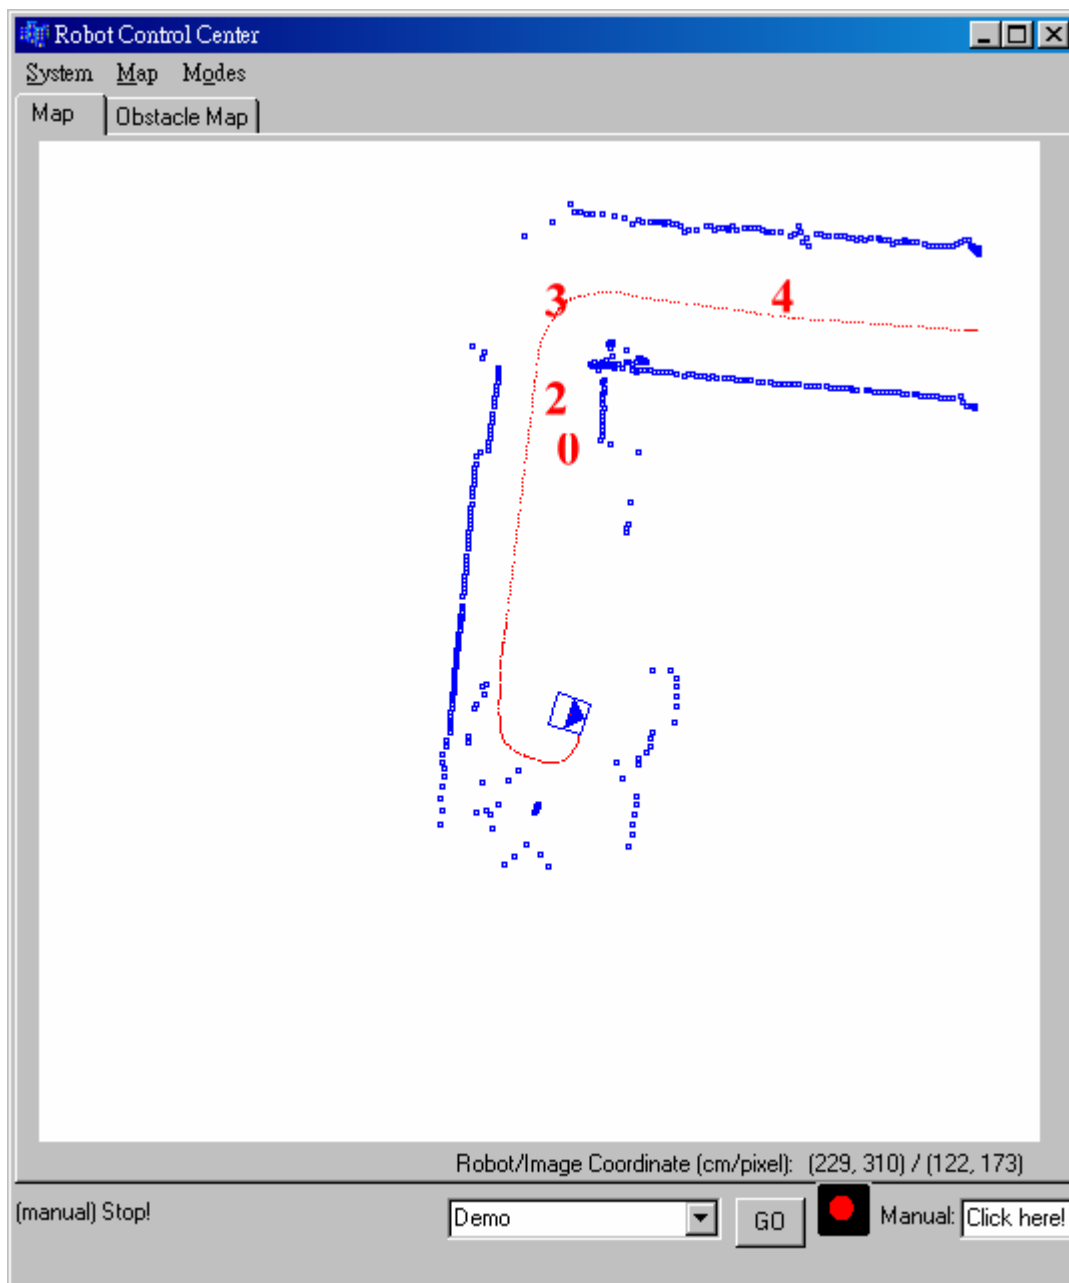 Robot Control Center
System Map Modes
Map Obstacle Map
3
4
2
0
Robot/Image Coordinate (cm/pixel): (229, 310) / (122, 173)
(manual) Stop! Demo GO Manual: Click here!